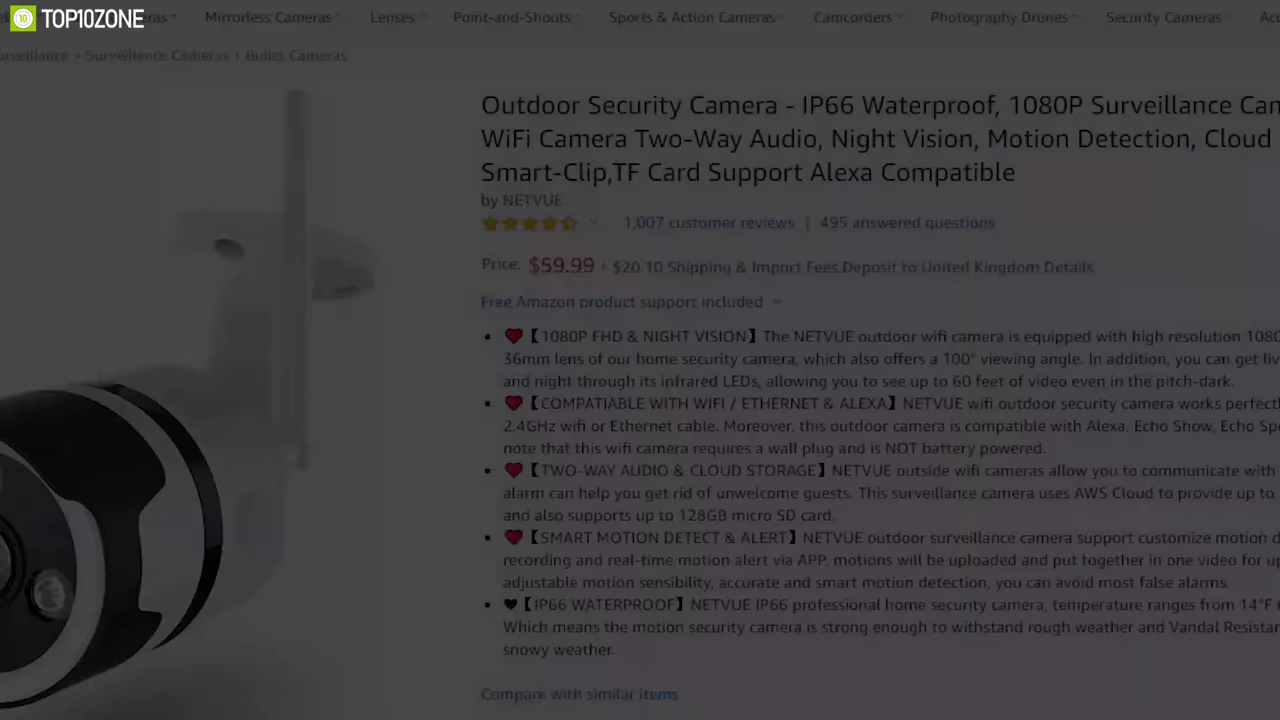 10 TOP10ZONE
Mirrorless Cameras Lenses Point-and-Shoots Sports & Action Cameras Camcorders Photography Drones Security Cameras
Surveillance Cameras › Bullet Cameras
Outdoor Security Camera - IP66 Waterproof, 1080P Surveillance
WiFi Camera Two-Way Audio, Night Vision, Motion Detection, Cloud
Smart-Clip,TF Card Support Alexa Compatible
by NETVUE
1,007 customer reviews | 495 answered questions
Price: $59.99 + $20.10 Shipping & Import Fees Deposit to United Kingdom Details
Free Amazon product support included
• ❤【1080P FHD & NIGHT VISION】The NETVUE outdoor wifi camera is equipped with high resolution
36mm lens of our home security camera, which also offers a 100° viewing angle. In addition, you can get
and night through its infrared LEDs, allowing you to see up to 60 feet of video even in the pitch-dark.
• ❤【COMPATIABLE WITH WIFI / ETHERNET & ALEXA】NETVUE wifi outdoor security camera works
2.4GHz wifi or Ethernet cable. Moreover, this outdoor camera is compatible with Alexa, Echo Show, Echo
note that this wifi camera requires a wall plug and is NOT battery powered.
• ❤【TWO-WAY AUDIO & CLOUD STORAGE】NETVUE outside wifi cameras allow you to communicate with
alarm can help you get rid of unwelcome guests. This surveillance camera uses AWS Cloud to provide up to
and also supports up to 128GB micro SD card.
• ❤【SMART MOTION DETECT & ALERT】NETVUE outdoor surveillance camera support customize motion
recording and real-time motion alert via APP, motions will be uploaded and put together in one video for
adjustable motion sensibility, accurate and smart motion detection, you can avoid most false alarms.
• ♥【IP66 WATERPROOF】NETVUE IP66 professional home security camera, temperature ranges from 14°F
Which means the motion security camera is strong enough to withstand rough weather and Vandal
snowy weather.
Compare with similar items